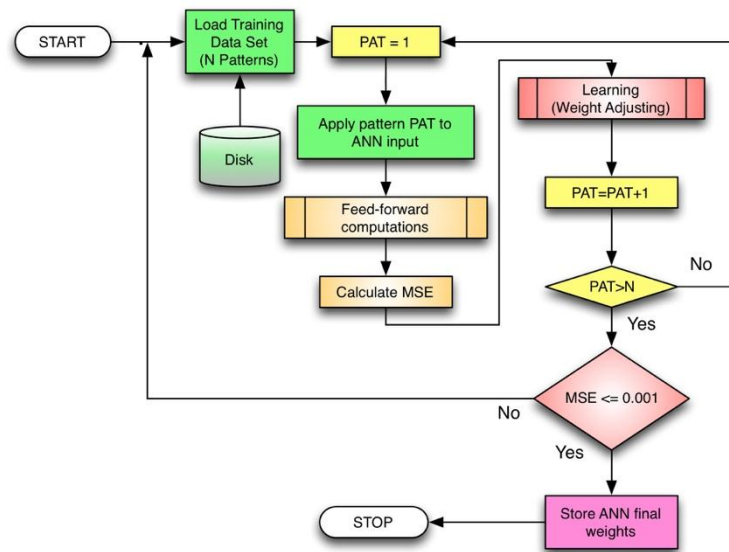 START
Load Training
Data Set
(N Patterns)
PAT = 1
Learning
(Weight Adjusting)
Apply pattern PAT to
ANN input
Disk
PAT=PAT+1
Feed-forward
computations
PAT>N
No
Calculate MSE
Yes
MSE <= 0.001
No
Yes
Store ANN final
weights
STOP